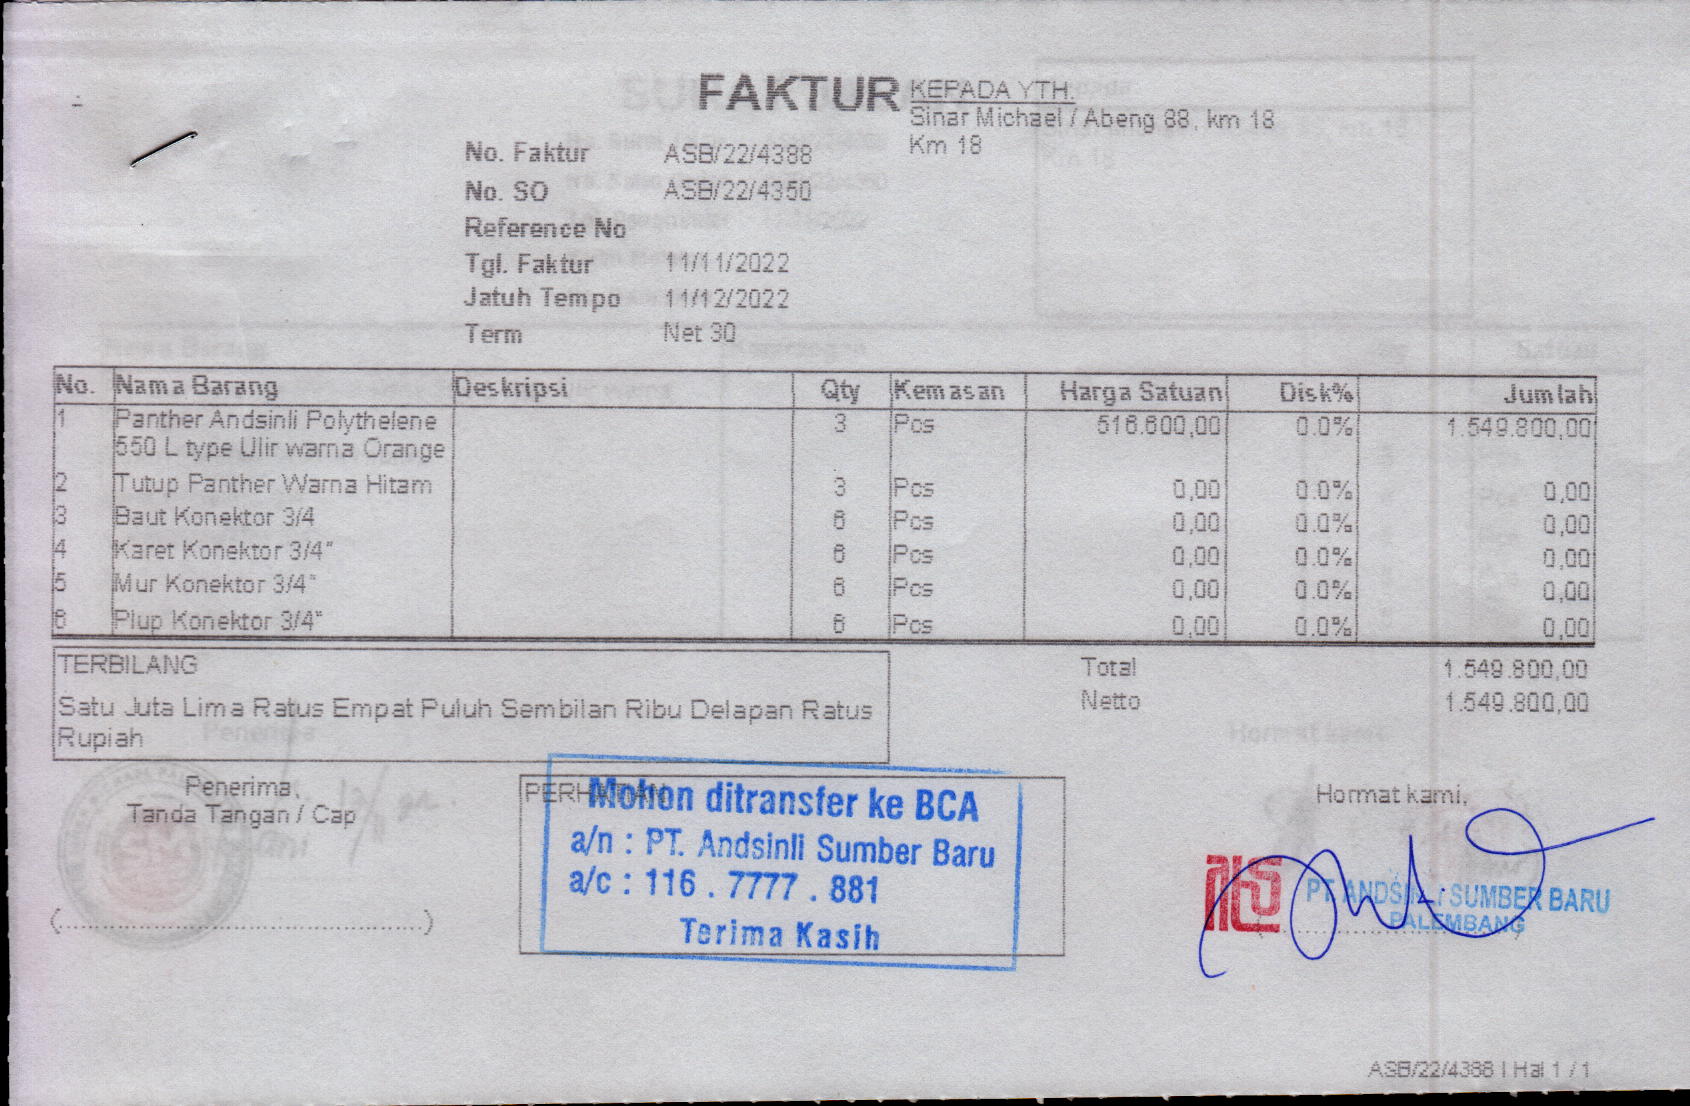 FAKTUR
KEPADA YTH.
Sinar Michael / Abeng 88, km 18
Km 18
No. Faktur ASB/22/4388
No. SO ASB/22/4350
Reference No
Tgl. Faktur 11/11/2022
Jatuh Tempo 11/12/2022
Term Net 30
No. Nama Barang Deskripsi Qty Kemasan Harga Satuan Disk% Jumlah
1 Panther Andsinli Polythelene 3 Pcs 516.600,00 0.0% 1.549.800,00
550 L type Ulir warna Orange
2 Tutup Panther Warna Hitam 3 Pcs 0,00 0.0% 0,00
3 Baut Konektor 3/4 6 Pcs 0,00 0.0% 0,00
4 Karet Konektor 3/4" 6 Pcs 0,00 0.0% 0,00
5 Mur Konektor 3/4" 6 Pcs 0,00 0.0% 0,00
6 Plup Konektor 3/4" 6 Pcs 0,00 0.0% 0,00
TERBILANG
Satu Juta Lima Ratus Empat Puluh Sembilan Ribu Delapan Ratus
Rupiah
Total 1.549.800,00
Netto 1.549.800,00
Penerima,
Tanda Tangan / Cap
(....................)
PERHATIAN
Mohon ditransfer ke BCA
a/n : PT. Andsinli Sumber Baru
a/c : 116 . 7777 . 881
Terima Kasih
Hormat kami,
PT. ANDSINLI SUMBER BARU
PALEMBANG
ASB/22/4388 | Hal 1 / 1